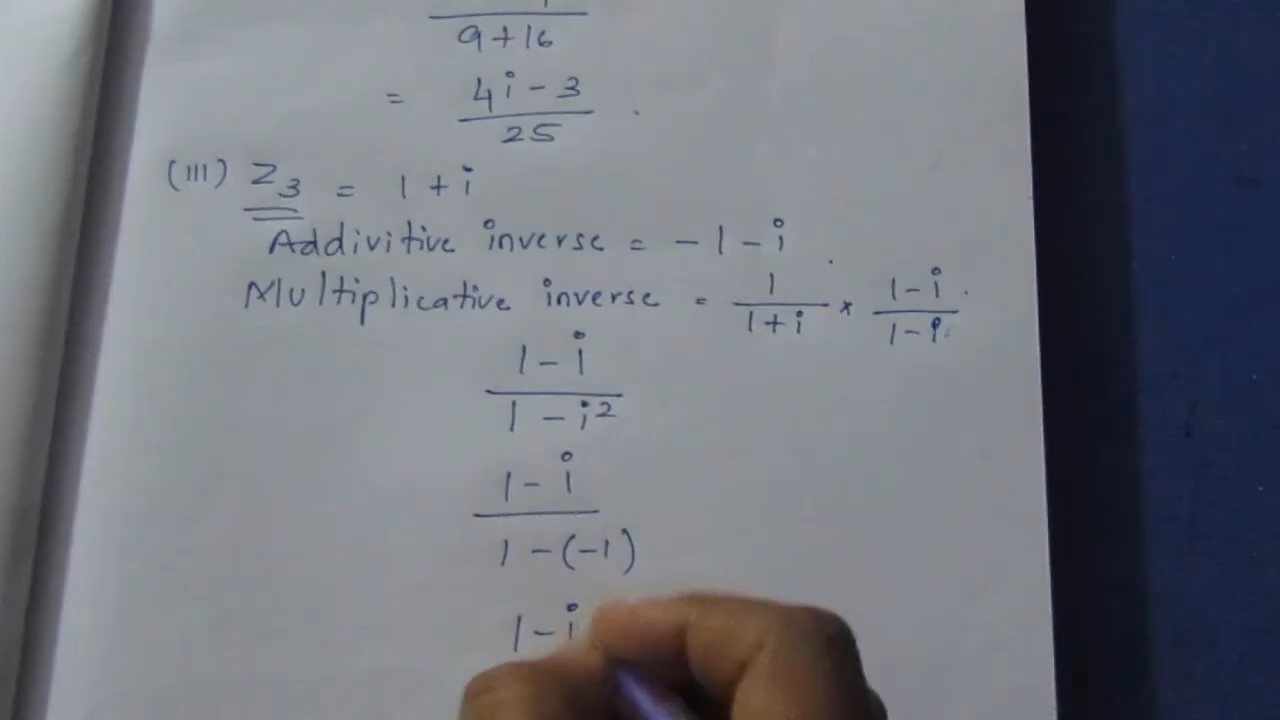 9+16
= 4i-3
25 .
(III) Z3 = 1+i
Addivitive inverse = -1-i .
Multiplicative inverse = 1/1+i × 1-i/1-i.
1-i
1-i²
1-i
1-(-1)
1-i